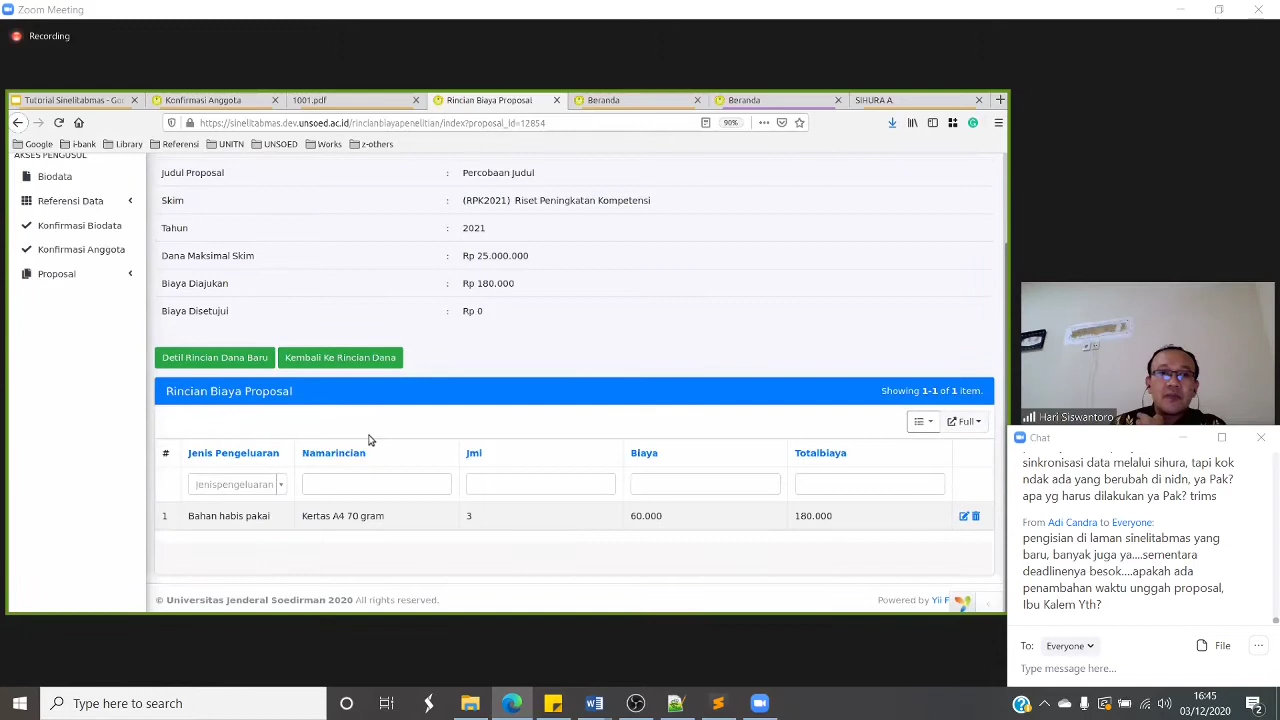 Zoom Meeting
Recording
Tutorial Sinelitabmas - Go
Konfirmasi Anggota
1001.pdf
Rincian Biaya Proposal
Beranda
Beranda
SIHURA A.
https://sinelitabmas.dev.unsoed.ac.id/rincianbiayapenelitian/index?proposal_id=12854
90%
Google
i-bank
Library
Referensi
UNITN
UNSOED
Works
z-others
AKSES PENGUSUL
Biodata
Referensi Data
Konfirmasi Biodata
Konfirmasi Anggota
Proposal
Judul Proposal : Percobaan Judul
Skim : (RPK2021) Riset Peningkatan Kompetensi
Tahun : 2021
Dana Maksimal Skim : Rp 25.000.000
Biaya Diajukan : Rp 180.000
Biaya Disetujui : Rp 0
Detil Rincian Dana Baru
Kembali Ke Rincian Dana
Rincian Biaya Proposal
Showing 1-1 of 1 item.
Full
# Jenis Pengeluaran Namarincian Jml Biaya Totalbiaya
Jenispengeluaran
1 Bahan habis pakai Kertas A4 70 gram 3 60.000 180.000
© Universitas Jenderal Soedirman 2020 All rights reserved.
Powered by Yii F
Hari Siswantoro
Chat
sinkronisasi data melalui sihura, tapi kok
ndak ada yang berubah di nidn, ya Pak?
apa yg harus dilakukan ya Pak? trims
From Adi Candra to Everyone:
pengisian di laman sinelitabmas yang
baru, banyak juga ya....sementara
deadlinenya besok....apakah ada
penambahan waktu unggah proposal,
Ibu Kalem Yth?
To: Everyone
File
Type message here...
Type here to search
16:45
03/12/2020
2